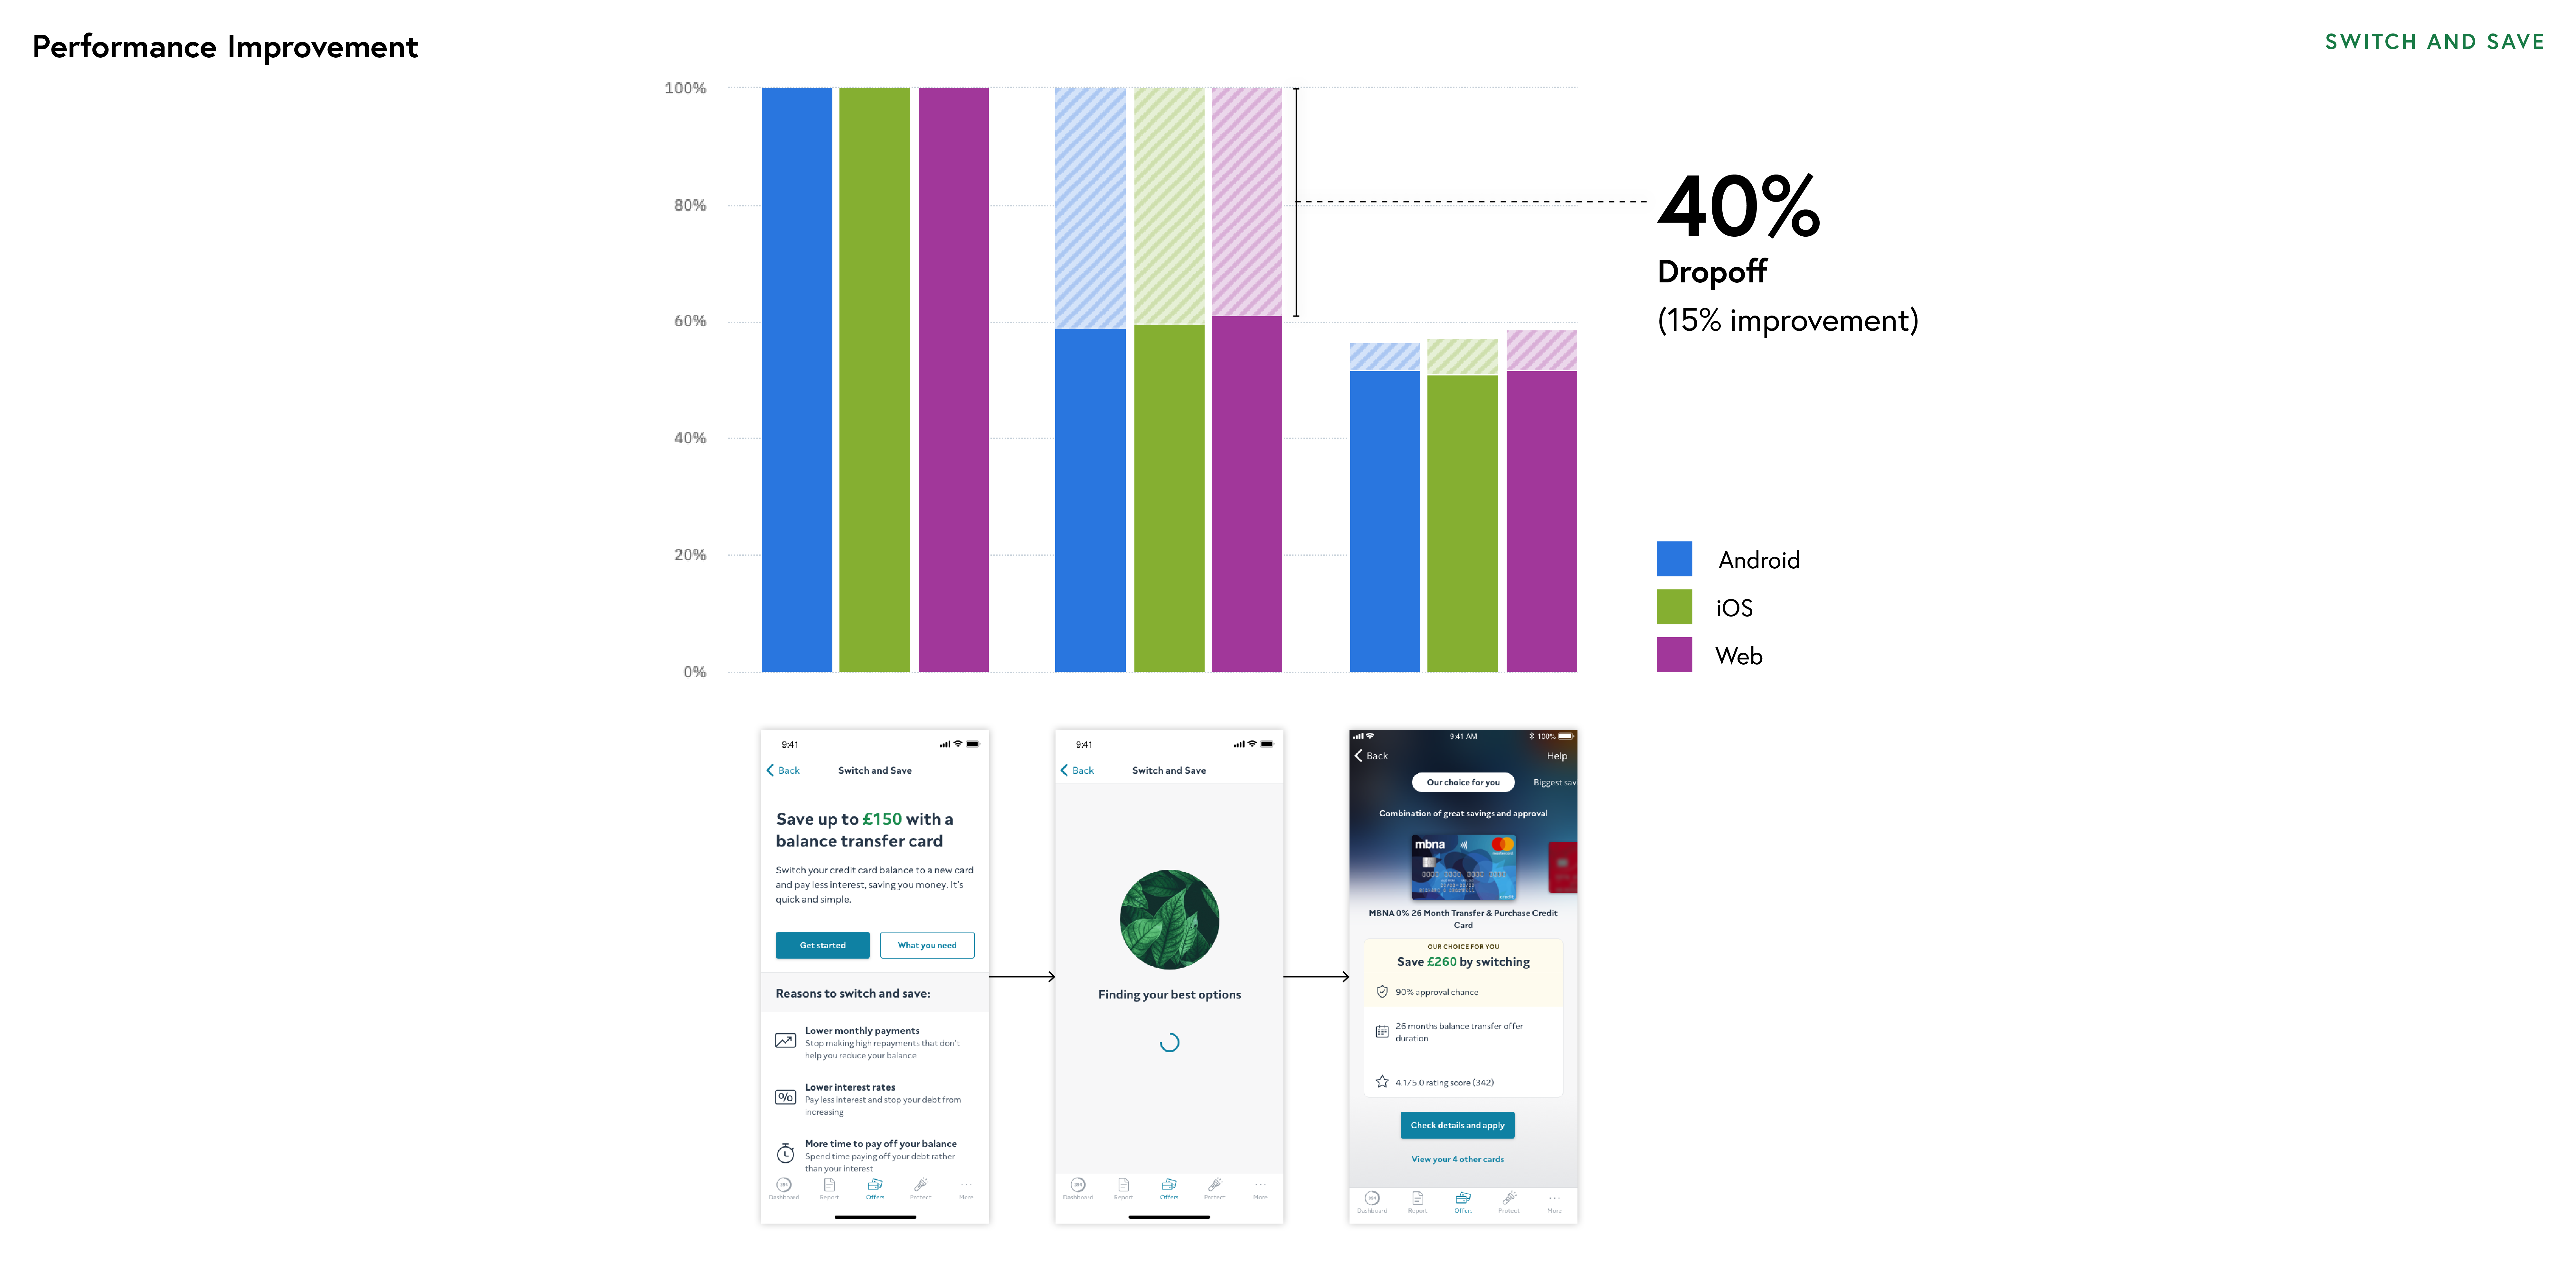 Performance Improvement
SWITCH AND SAVE
100%
80%
60%
40%
20%
0%
40%
Dropoff
(15% improvement)
Android
iOS
Web
9:41
Back
Switch and Save
Save up to £150 with a
balance transfer card
Switch your credit card balance to a new card
and pay less interest, saving you money. It's
quick and simple.
Get started
What you need
Reasons to switch and save:
Lower monthly payments
Stop making high repayments that don't
help you reduce your balance
Lower interest rates
Pay less interest and stop your debt from
increasing
More time to pay off your balance
Spend time paying off your debt rather
than your interest
Dashboard
Report
Offers
Protect
More
9:41
Back
Switch and Save
Finding your best options
Dashboard
Report
Offers
Protect
More
9:41 AM
100%
Back
Help
Our choice for you
Biggest sav
Combination of great savings and approval
mbna
credit
MBNA 0% 26 Month Transfer & Purchase Credit
Card
OUR CHOICE FOR YOU
Save £260 by switching
90% approval chance
26 months balance transfer offer
duration
4.1/5.0 rating score (342)
Check details and apply
View your 4 other cards
Dashboard
Report
Offers
Protect
More